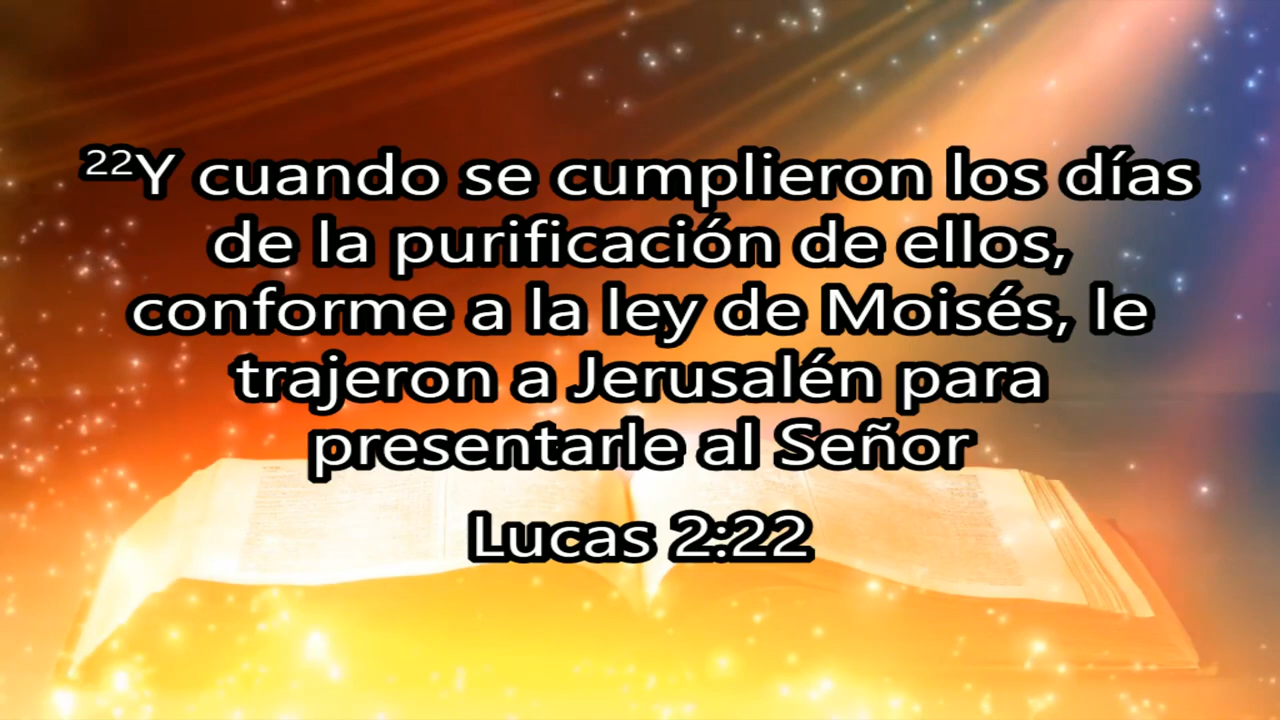 ²²Y cuando se cumplieron los días
de la purificación de ellos,
conforme a la ley de Moisés, le
trajeron a Jerusalén para
presentarle al Señor
Lucas 2:22